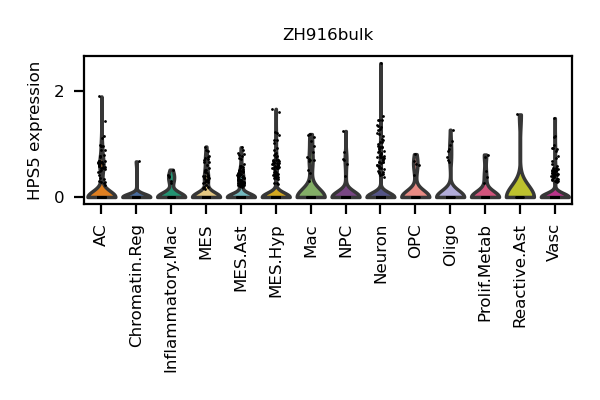 ZH916bulk
HPS5 expression
2
0
AC
Chromatin.Reg
Inflammatory.Mac
MES
MES.Ast
MES.Hyp
Mac
NPC
Neuron
OPC
Oligo
Prolif.Metab
Reactive.Ast
Vasc